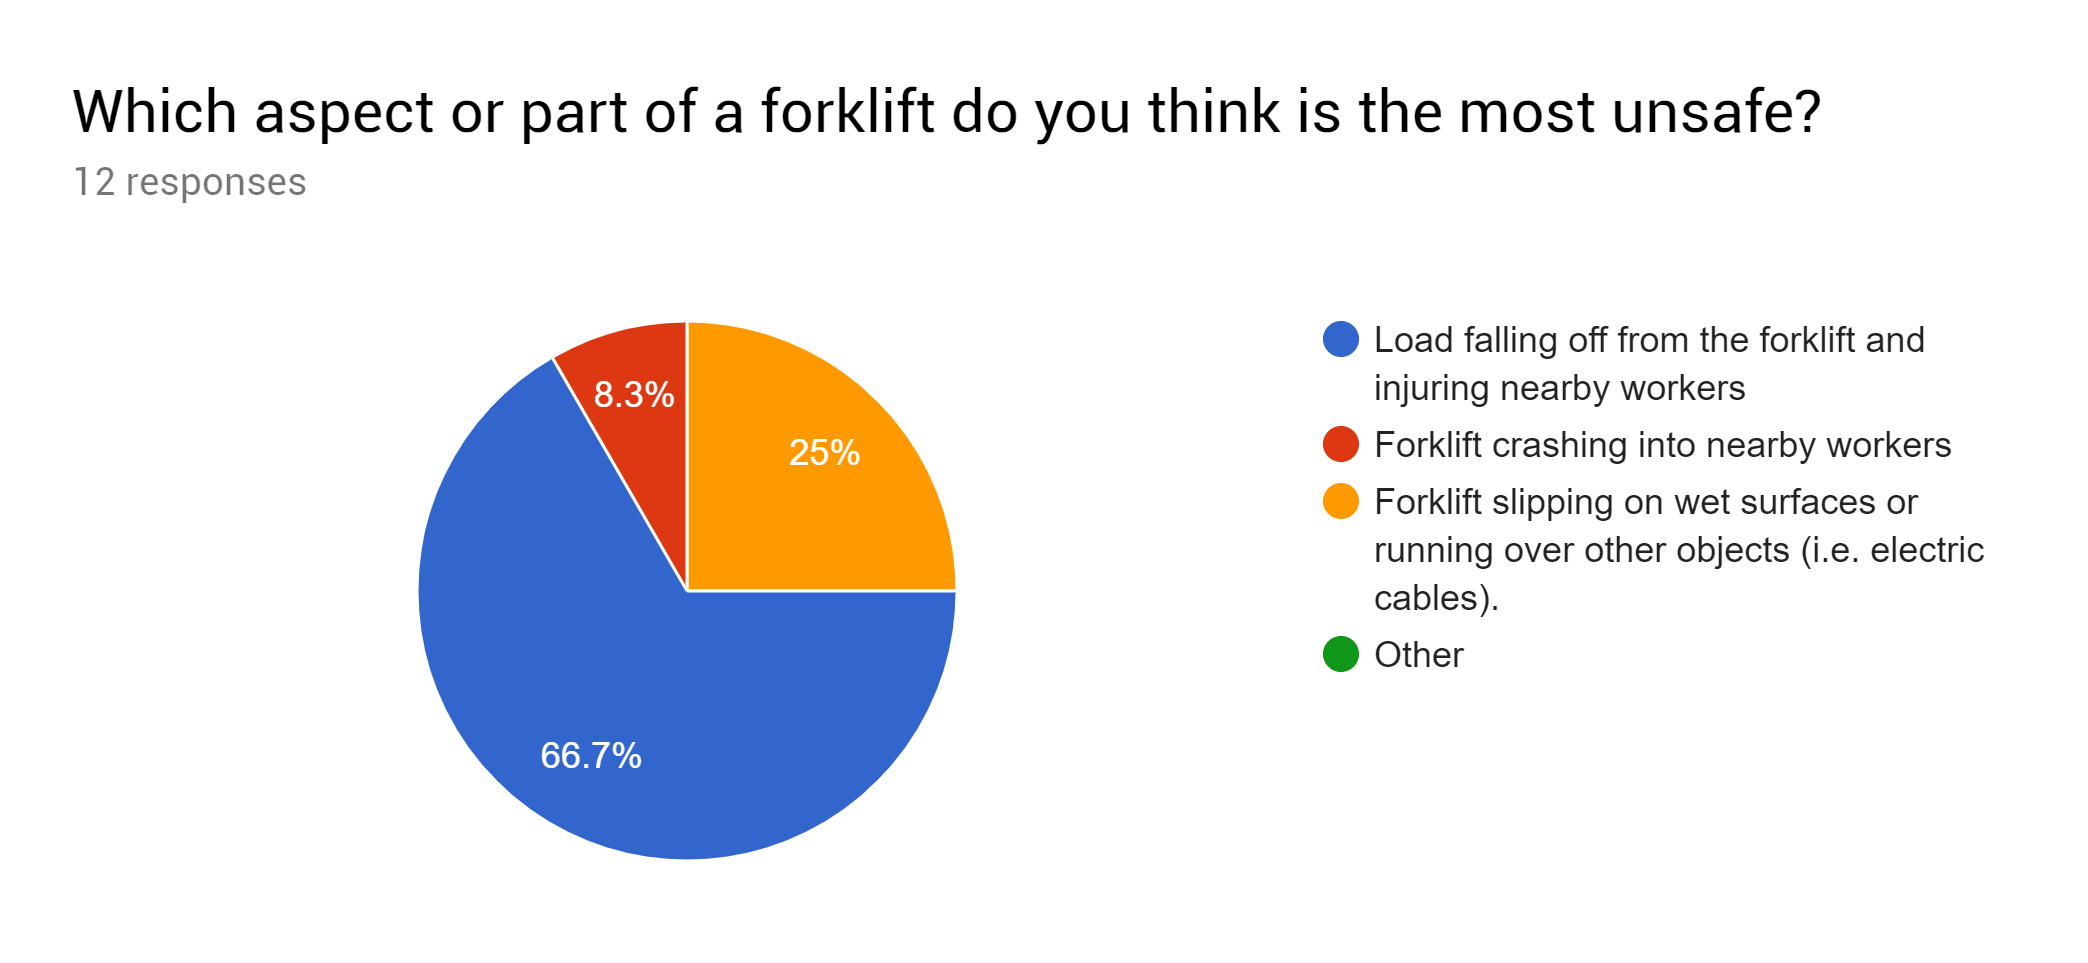 Which aspect or part of a forklift do you think is the most unsafe?
12 responses
8.3%
25%
66.7%
Load falling off from the forklift and
injuring nearby workers
Forklift crashing into nearby workers
Forklift slipping on wet surfaces or
running over other objects (i.e. electric
cables).
Other